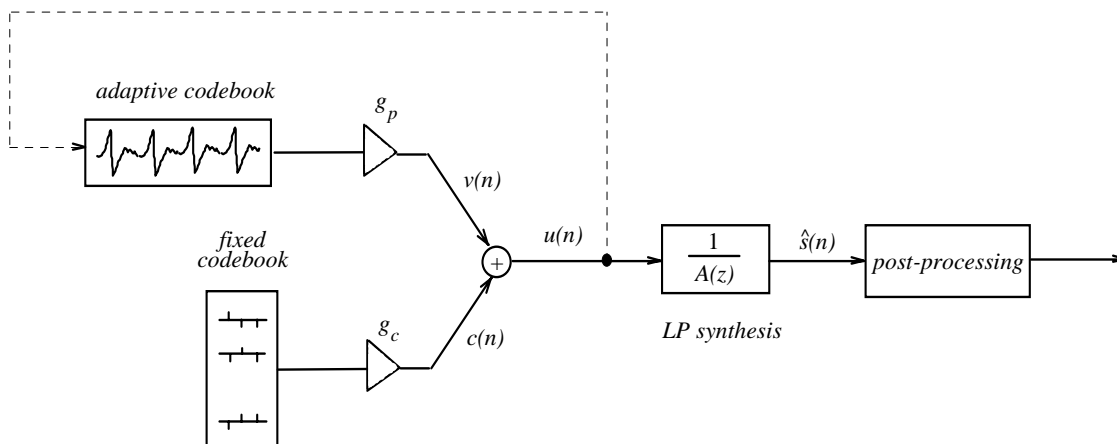 adaptive codebook
g_p
v(n)
fixed
codebook
g_c
c(n)
+
u(n)
1
A(z)
LP synthesis
ŝ(n)
post-processing